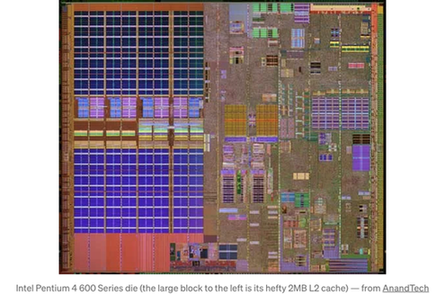 Intel Pentium 4 600 Series die (the large block to the left is its hefty 2MB L2 cache) — from AnandTech